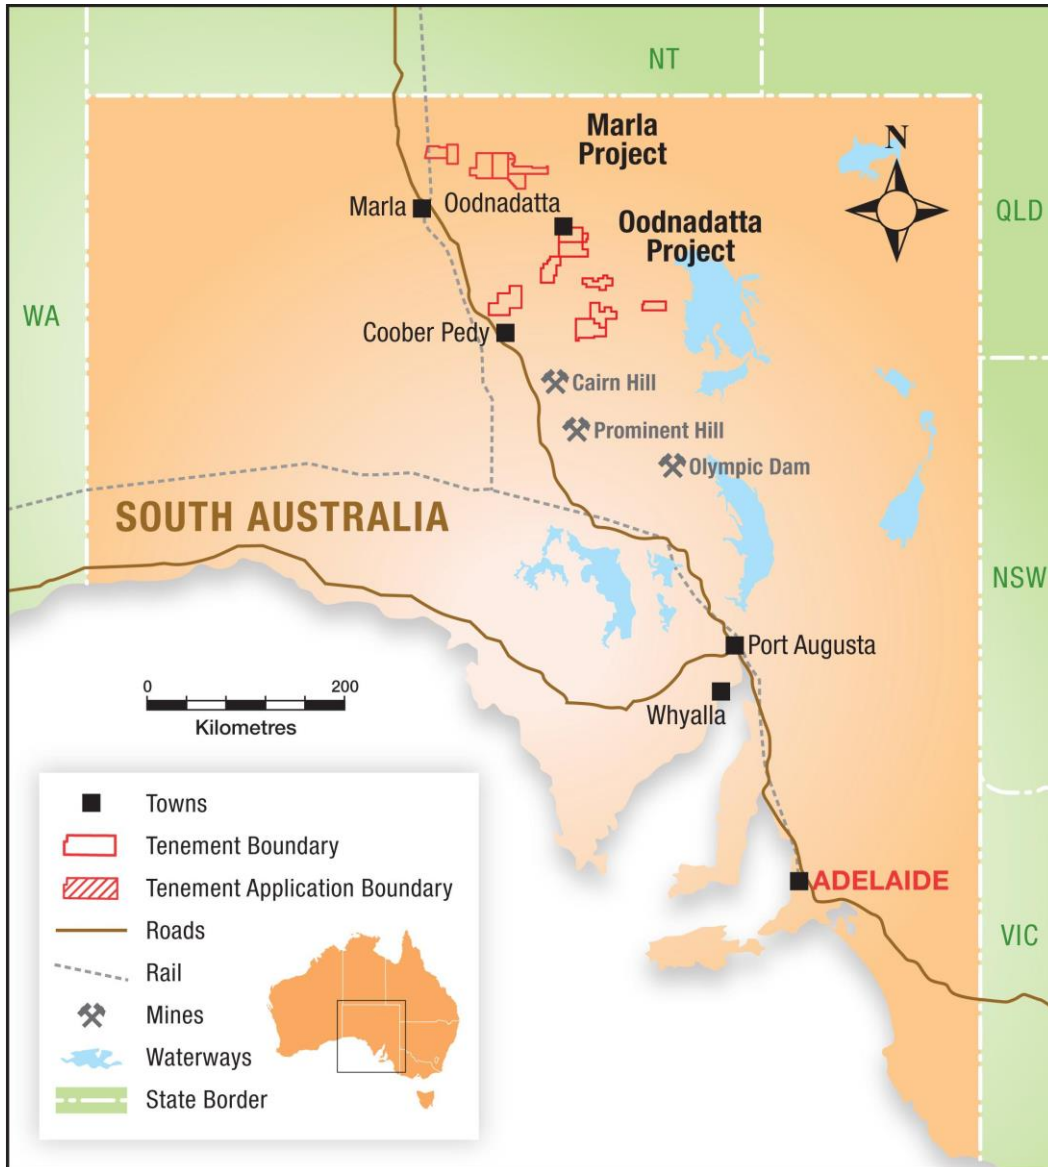 NT
Marla
Project
N
Marla
Oodnadatta
QLD
Oodnadatta
Project
WA
Coober Pedy
Cairn Hill
Prominent Hill
Olympic Dam
SOUTH AUSTRALIA
NSW
Port Augusta
Whyalla
0 200
Kilometres
Towns
Tenement Boundary
Tenement Application Boundary
Roads
Rail
Mines
Waterways
State Border
ADELAIDE
VIC